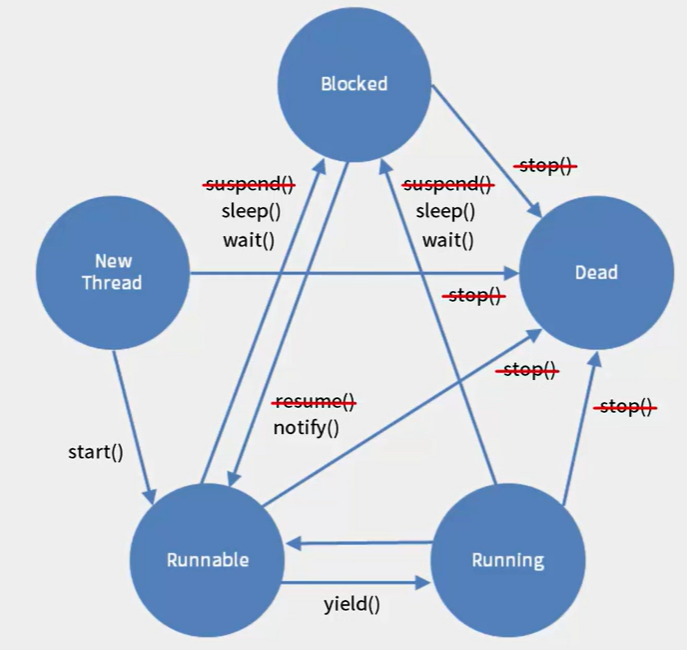 Blocked
stop()
suspend()
sleep()
wait()
suspend()
sleep()
wait()
New
Thread
Dead
stop()
stop()
resume()
notify()
stop()
start()
Runnable
Running
yield()